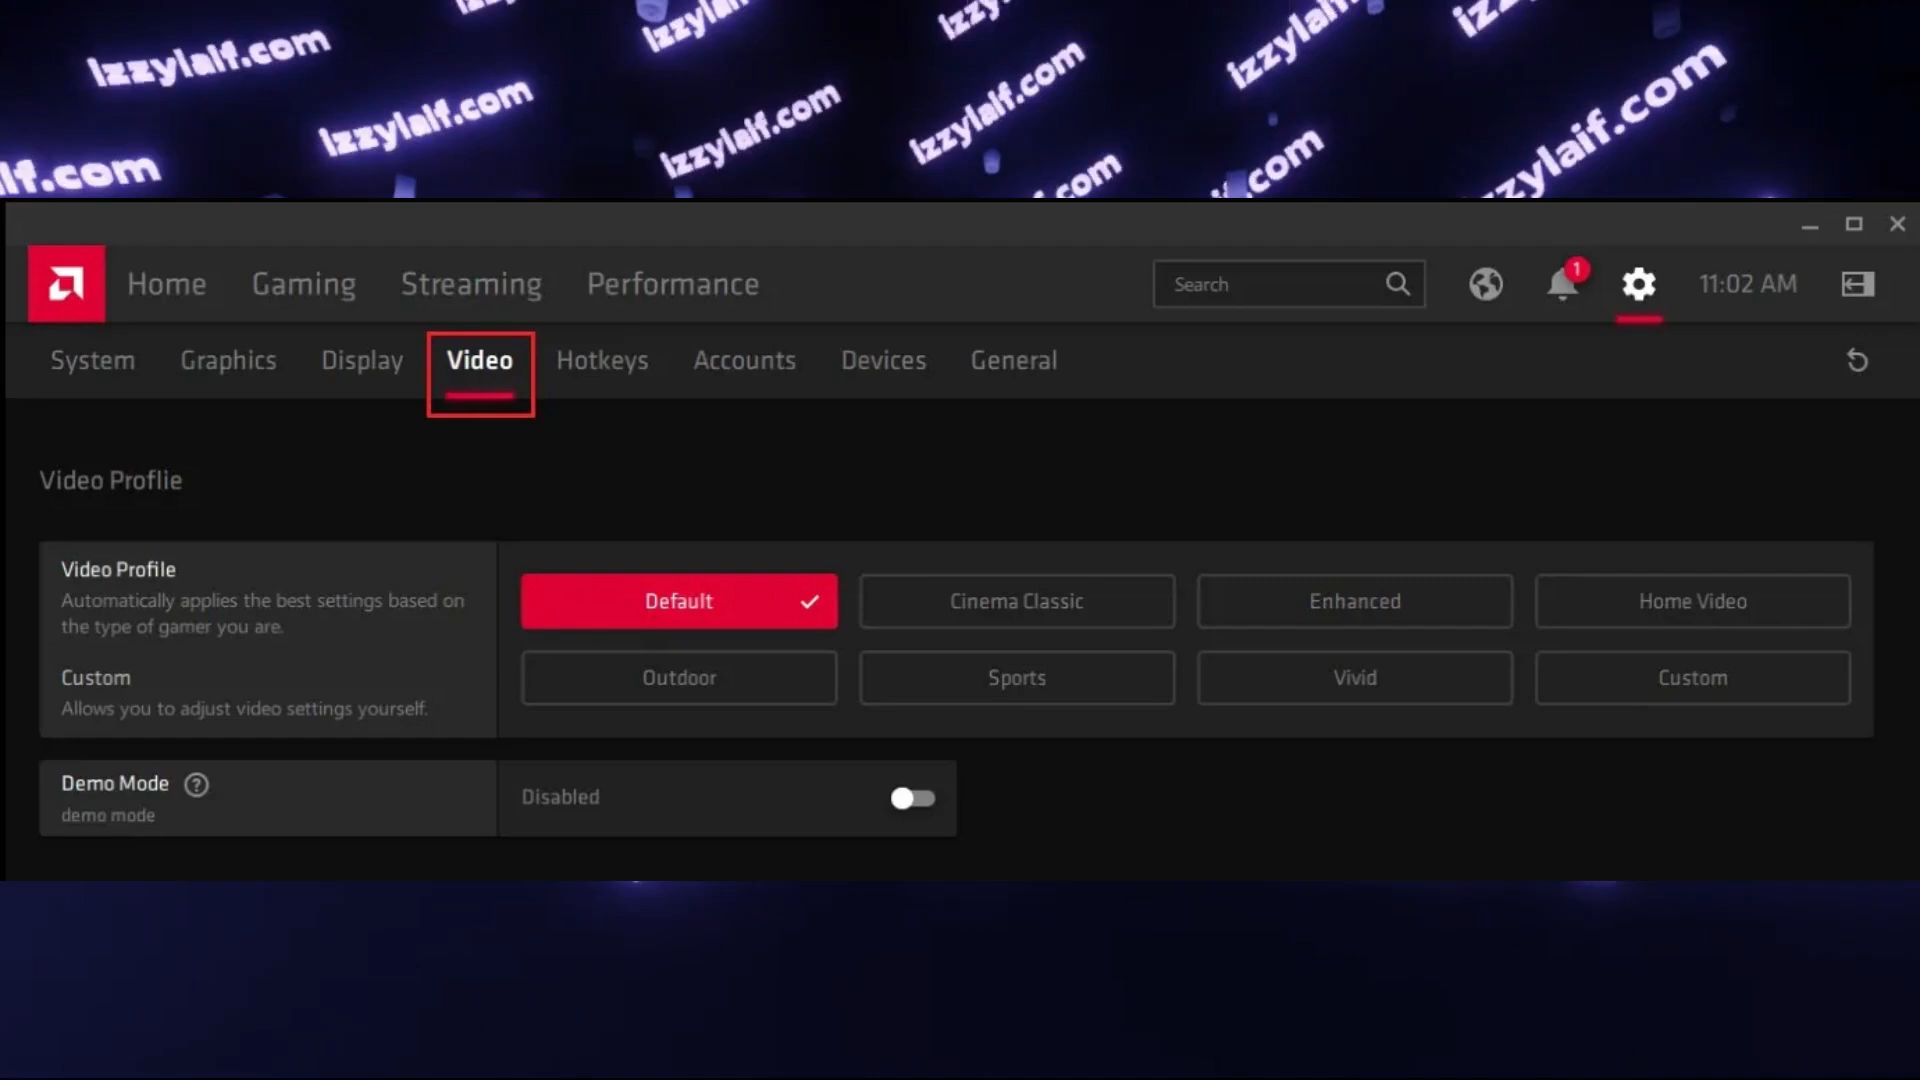 Izzylaif.com
Izzylaif.com
Izzylaif.com
Izzylaif.com
.com
.com
Home Gaming Streaming Performance Search 1 11:02 AM
System Graphics Display Video Hotkeys Accounts Devices General
Video Proflie
Video Profile
Automatically applies the best settings based on
the type of gamer you are.
Custom
Allows you to adjust video settings yourself.
Default Cinema Classic Enhanced Home Video
Outdoor Sports Vivid Custom
Demo Mode ?
demo mode
Disabled